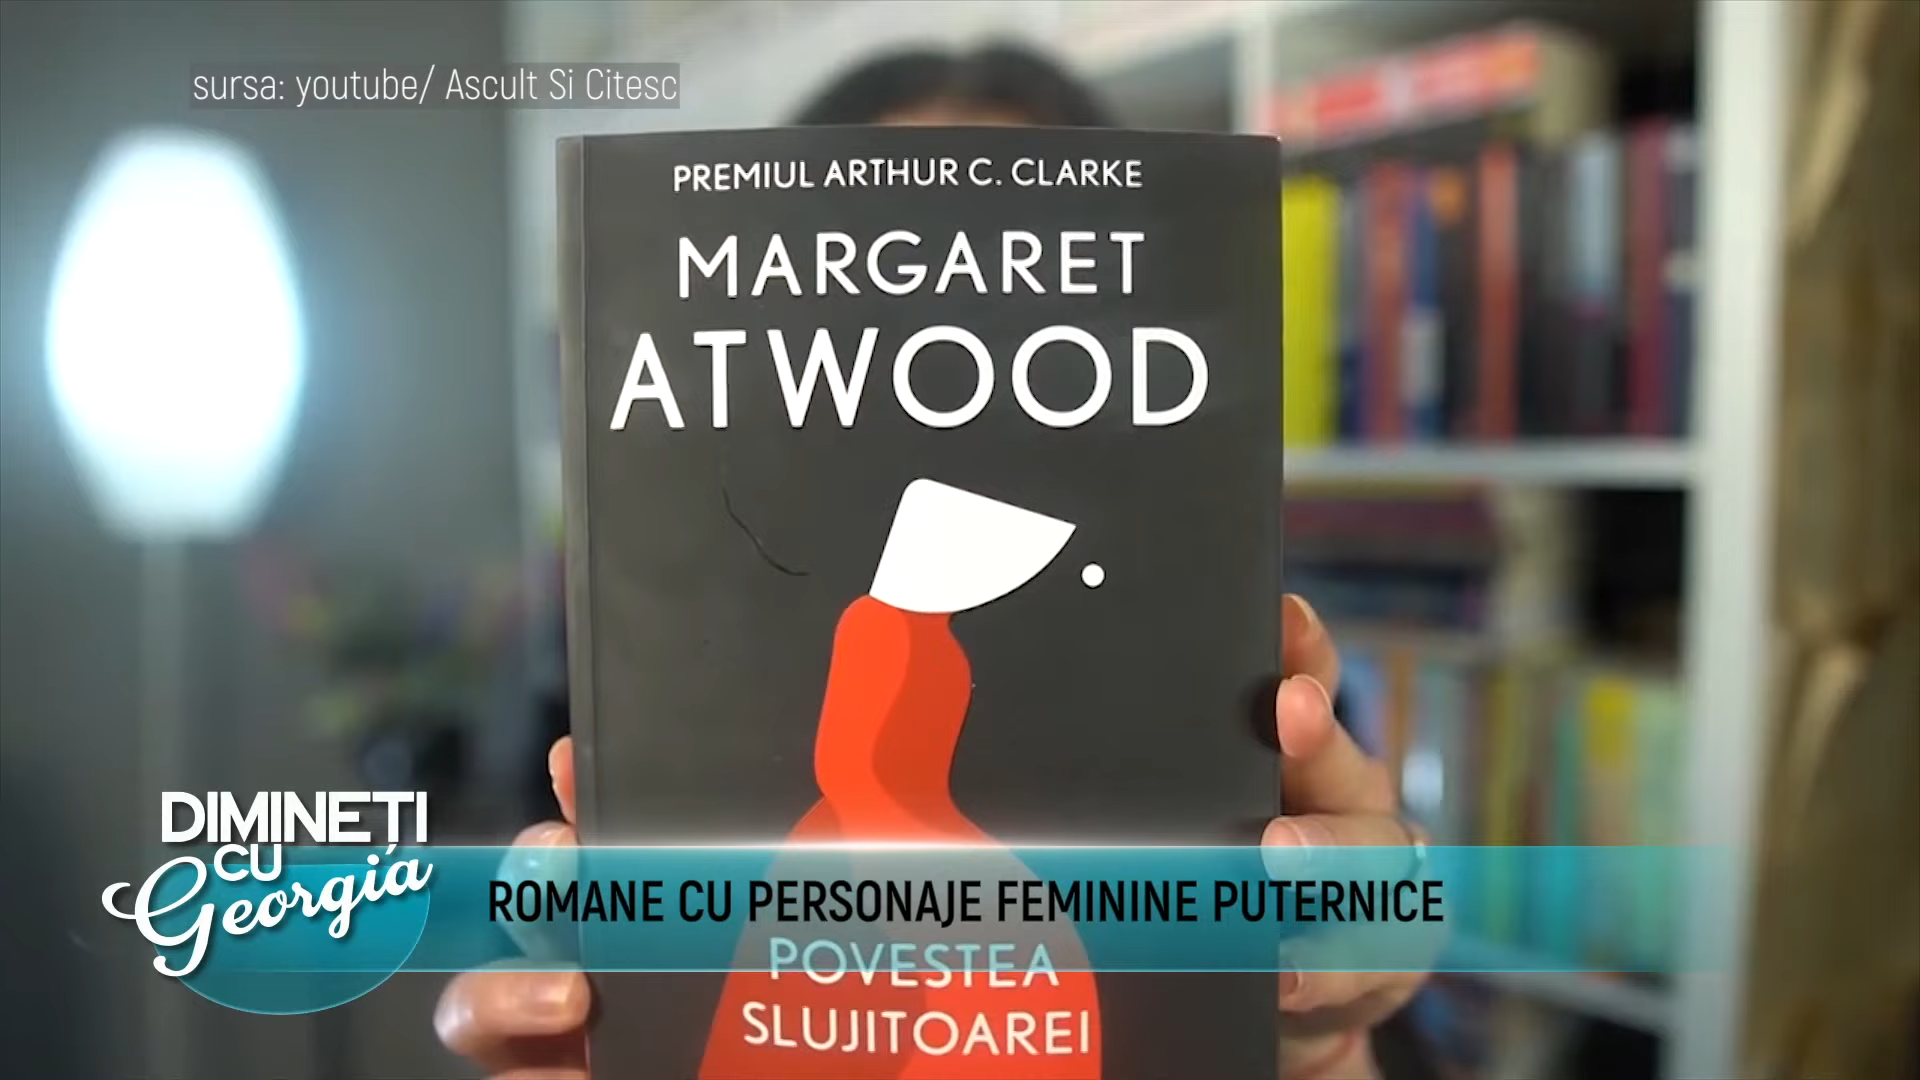 sursa: youtube/ Ascult Si Citesc
PREMIUL ARTHUR C. CLARKE
MARGARET
ATWOOD
DIMINEȚI
CU
Georgia
ROMANE CU PERSONAJE FEMININE PUTERNICE
POVESTEA
SLUJITOAREI